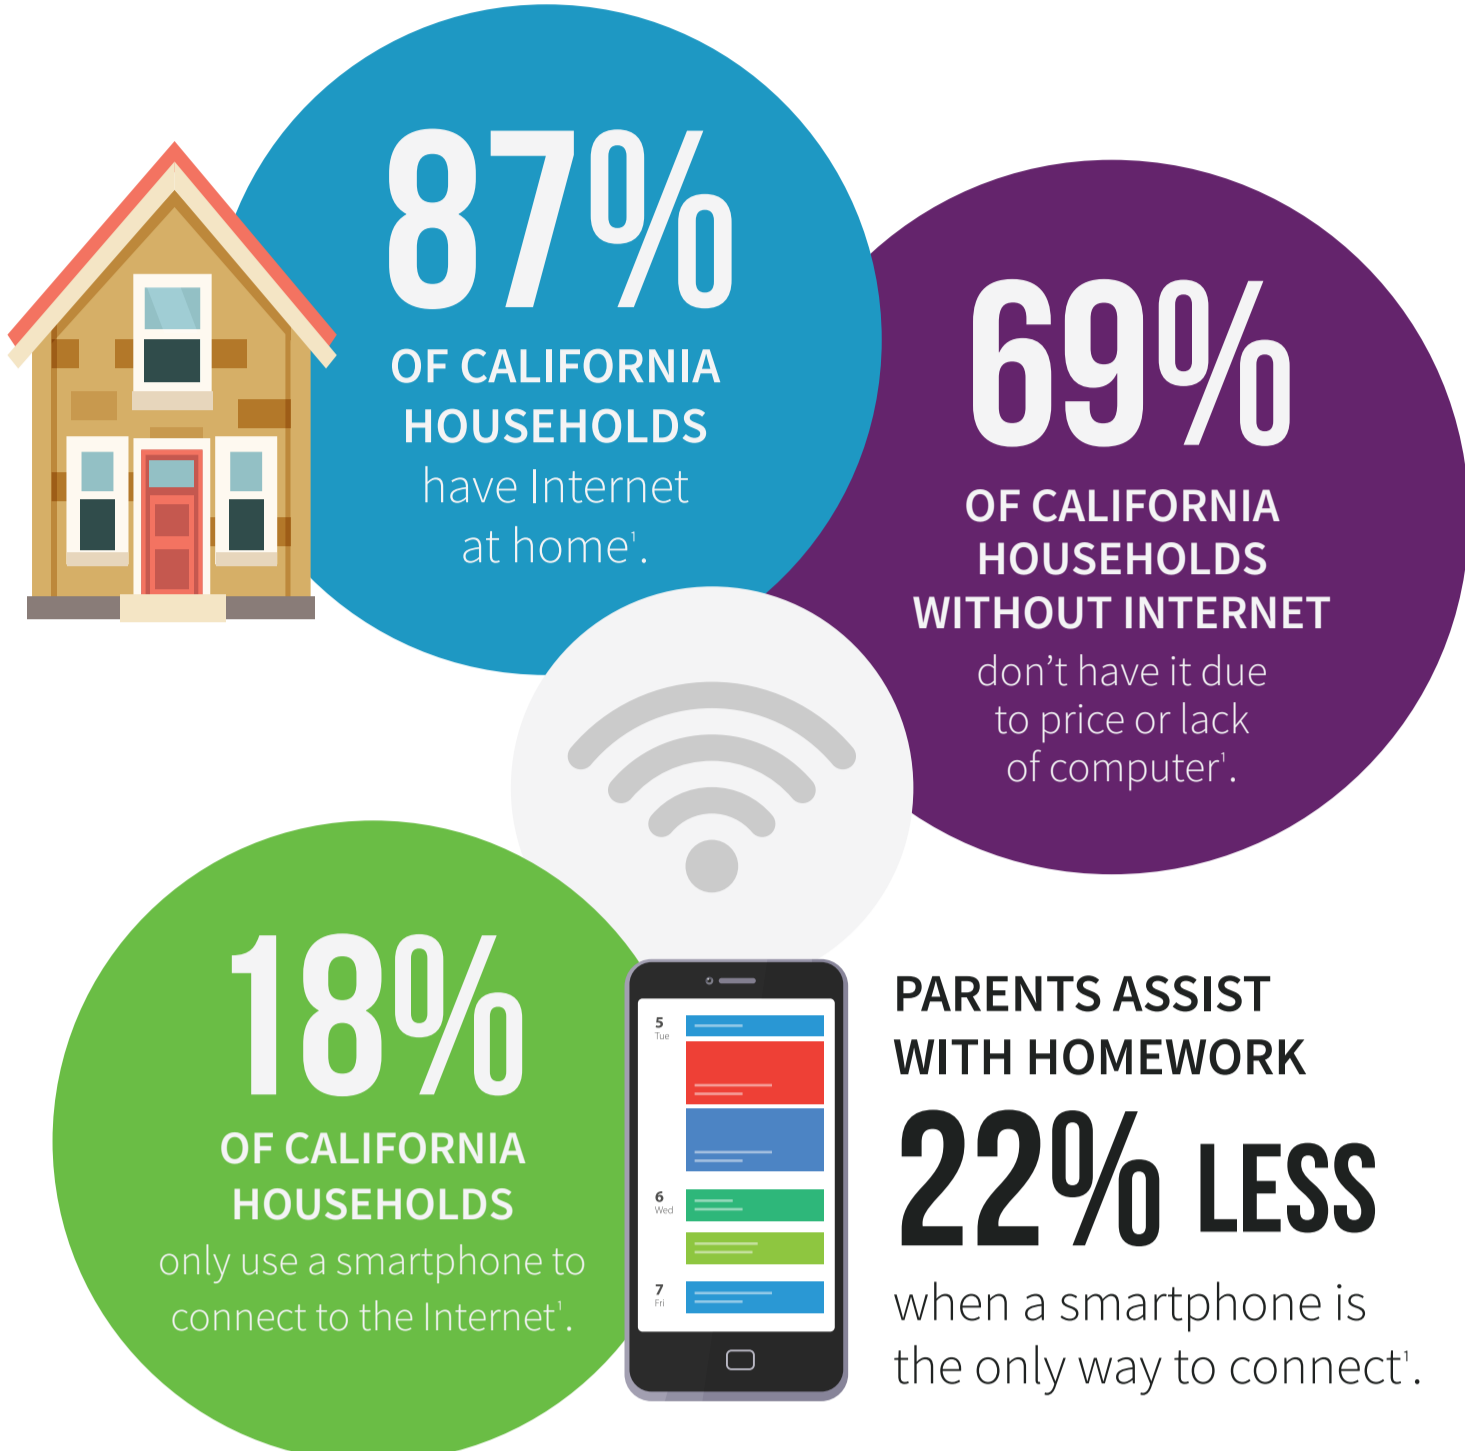 87%
OF CALIFORNIA
HOUSEHOLDS
have Internet
at home¹.
69%
OF CALIFORNIA
HOUSEHOLDS
WITHOUT INTERNET
don’t have it due
to price or lack
of computer¹.
18%
OF CALIFORNIA
HOUSEHOLDS
only use a smartphone to
connect to the Internet¹.
5
Tue
6
Wed
7
Fri
PARENTS ASSIST
WITH HOMEWORK
22% LESS
when a smartphone is
the only way to connect¹.